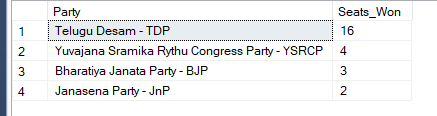 Party Seats_Won
1 Telugu Desam - TDP 16
2 Yuvajana Sramika Rythu Congress Party - YSRCP 4
3 Bharatiya Janata Party - BJP 3
4 Janasena Party - JnP 2